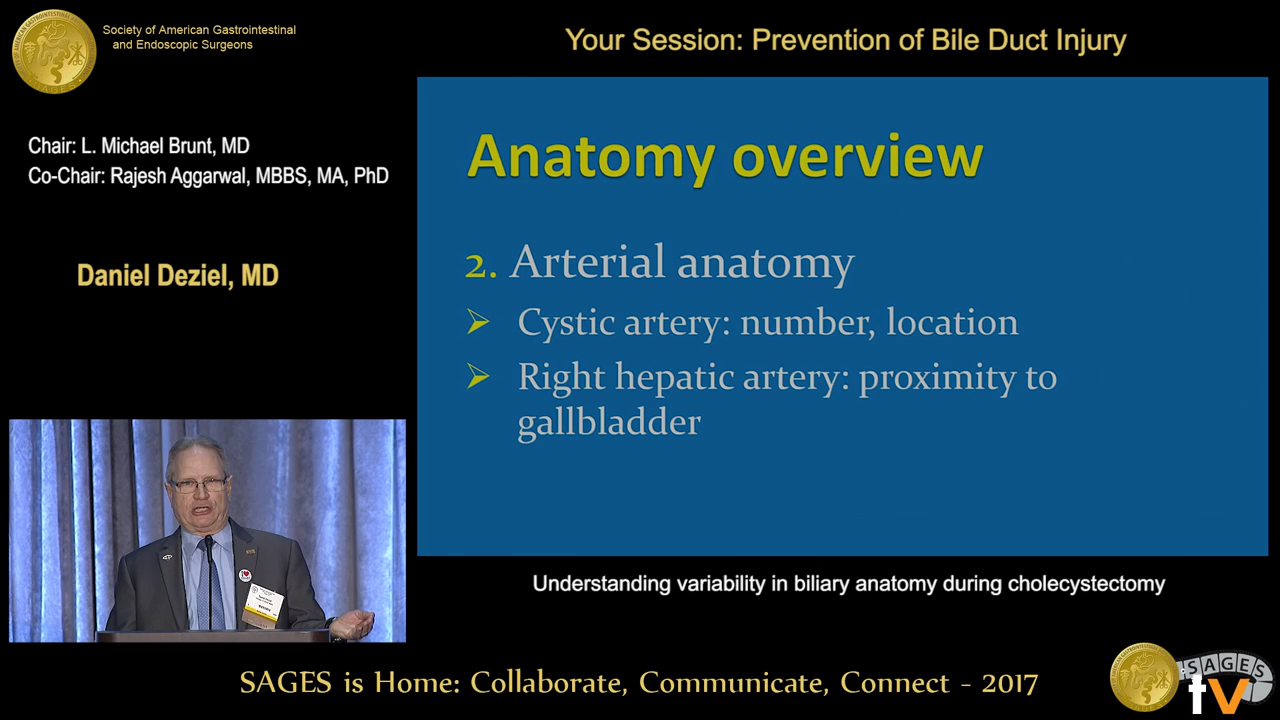 Society of American Gastrointestinal
and Endoscopic Surgeons
Your Session: Prevention of Bile Duct Injury
Chair: L. Michael Brunt, MD
Co-Chair: Rajesh Aggarwal, MBBS, MA, PhD
Daniel Deziel, MD
Anatomy overview
2. Arterial anatomy
Cystic artery: number, location
Right hepatic artery: proximity to
gallbladder
Understanding variability in biliary anatomy during cholecystectomy
SAGES is Home: Collaborate, Communicate, Connect - 2017
SAGES
tv